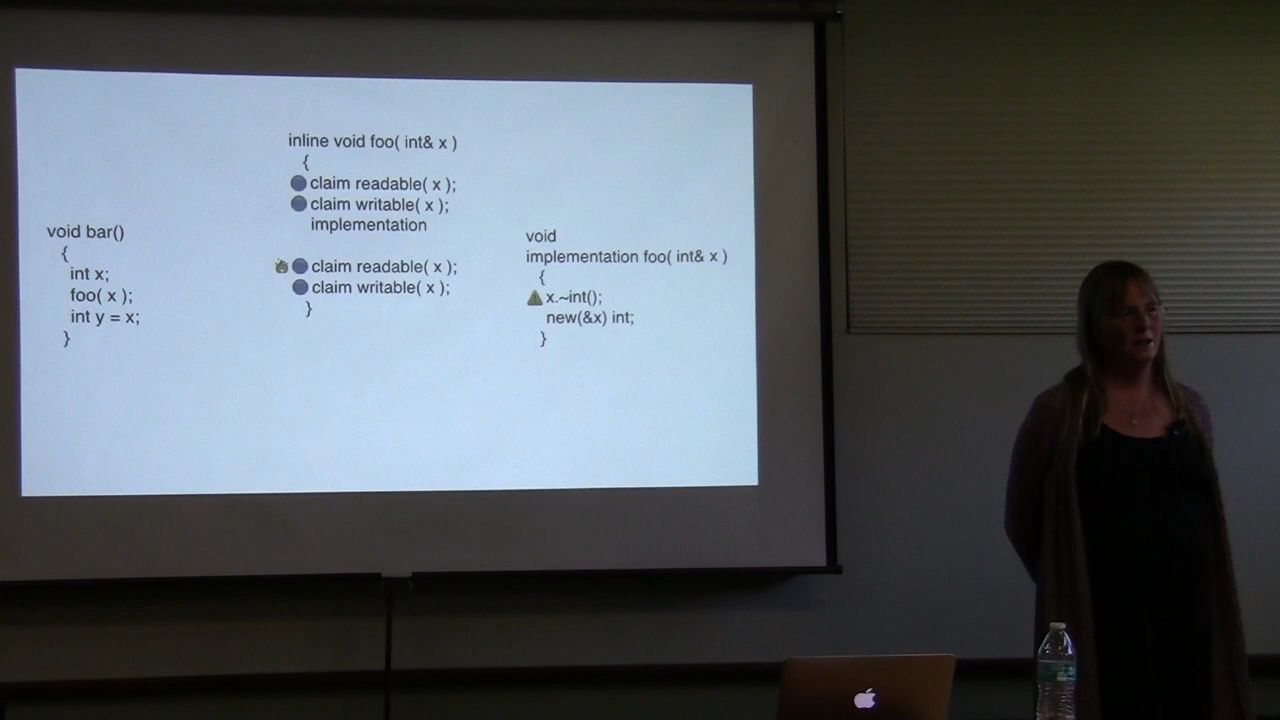 void bar()
{
int x;
foo( x );
int y = x;
}
inline void foo( int& x )
{
claim readable( x );
claim writable( x );
implementation
claim readable( x );
claim writable( x );
}
void
implementation foo( int& x )
{
x.~int();
new(&x) int;
}